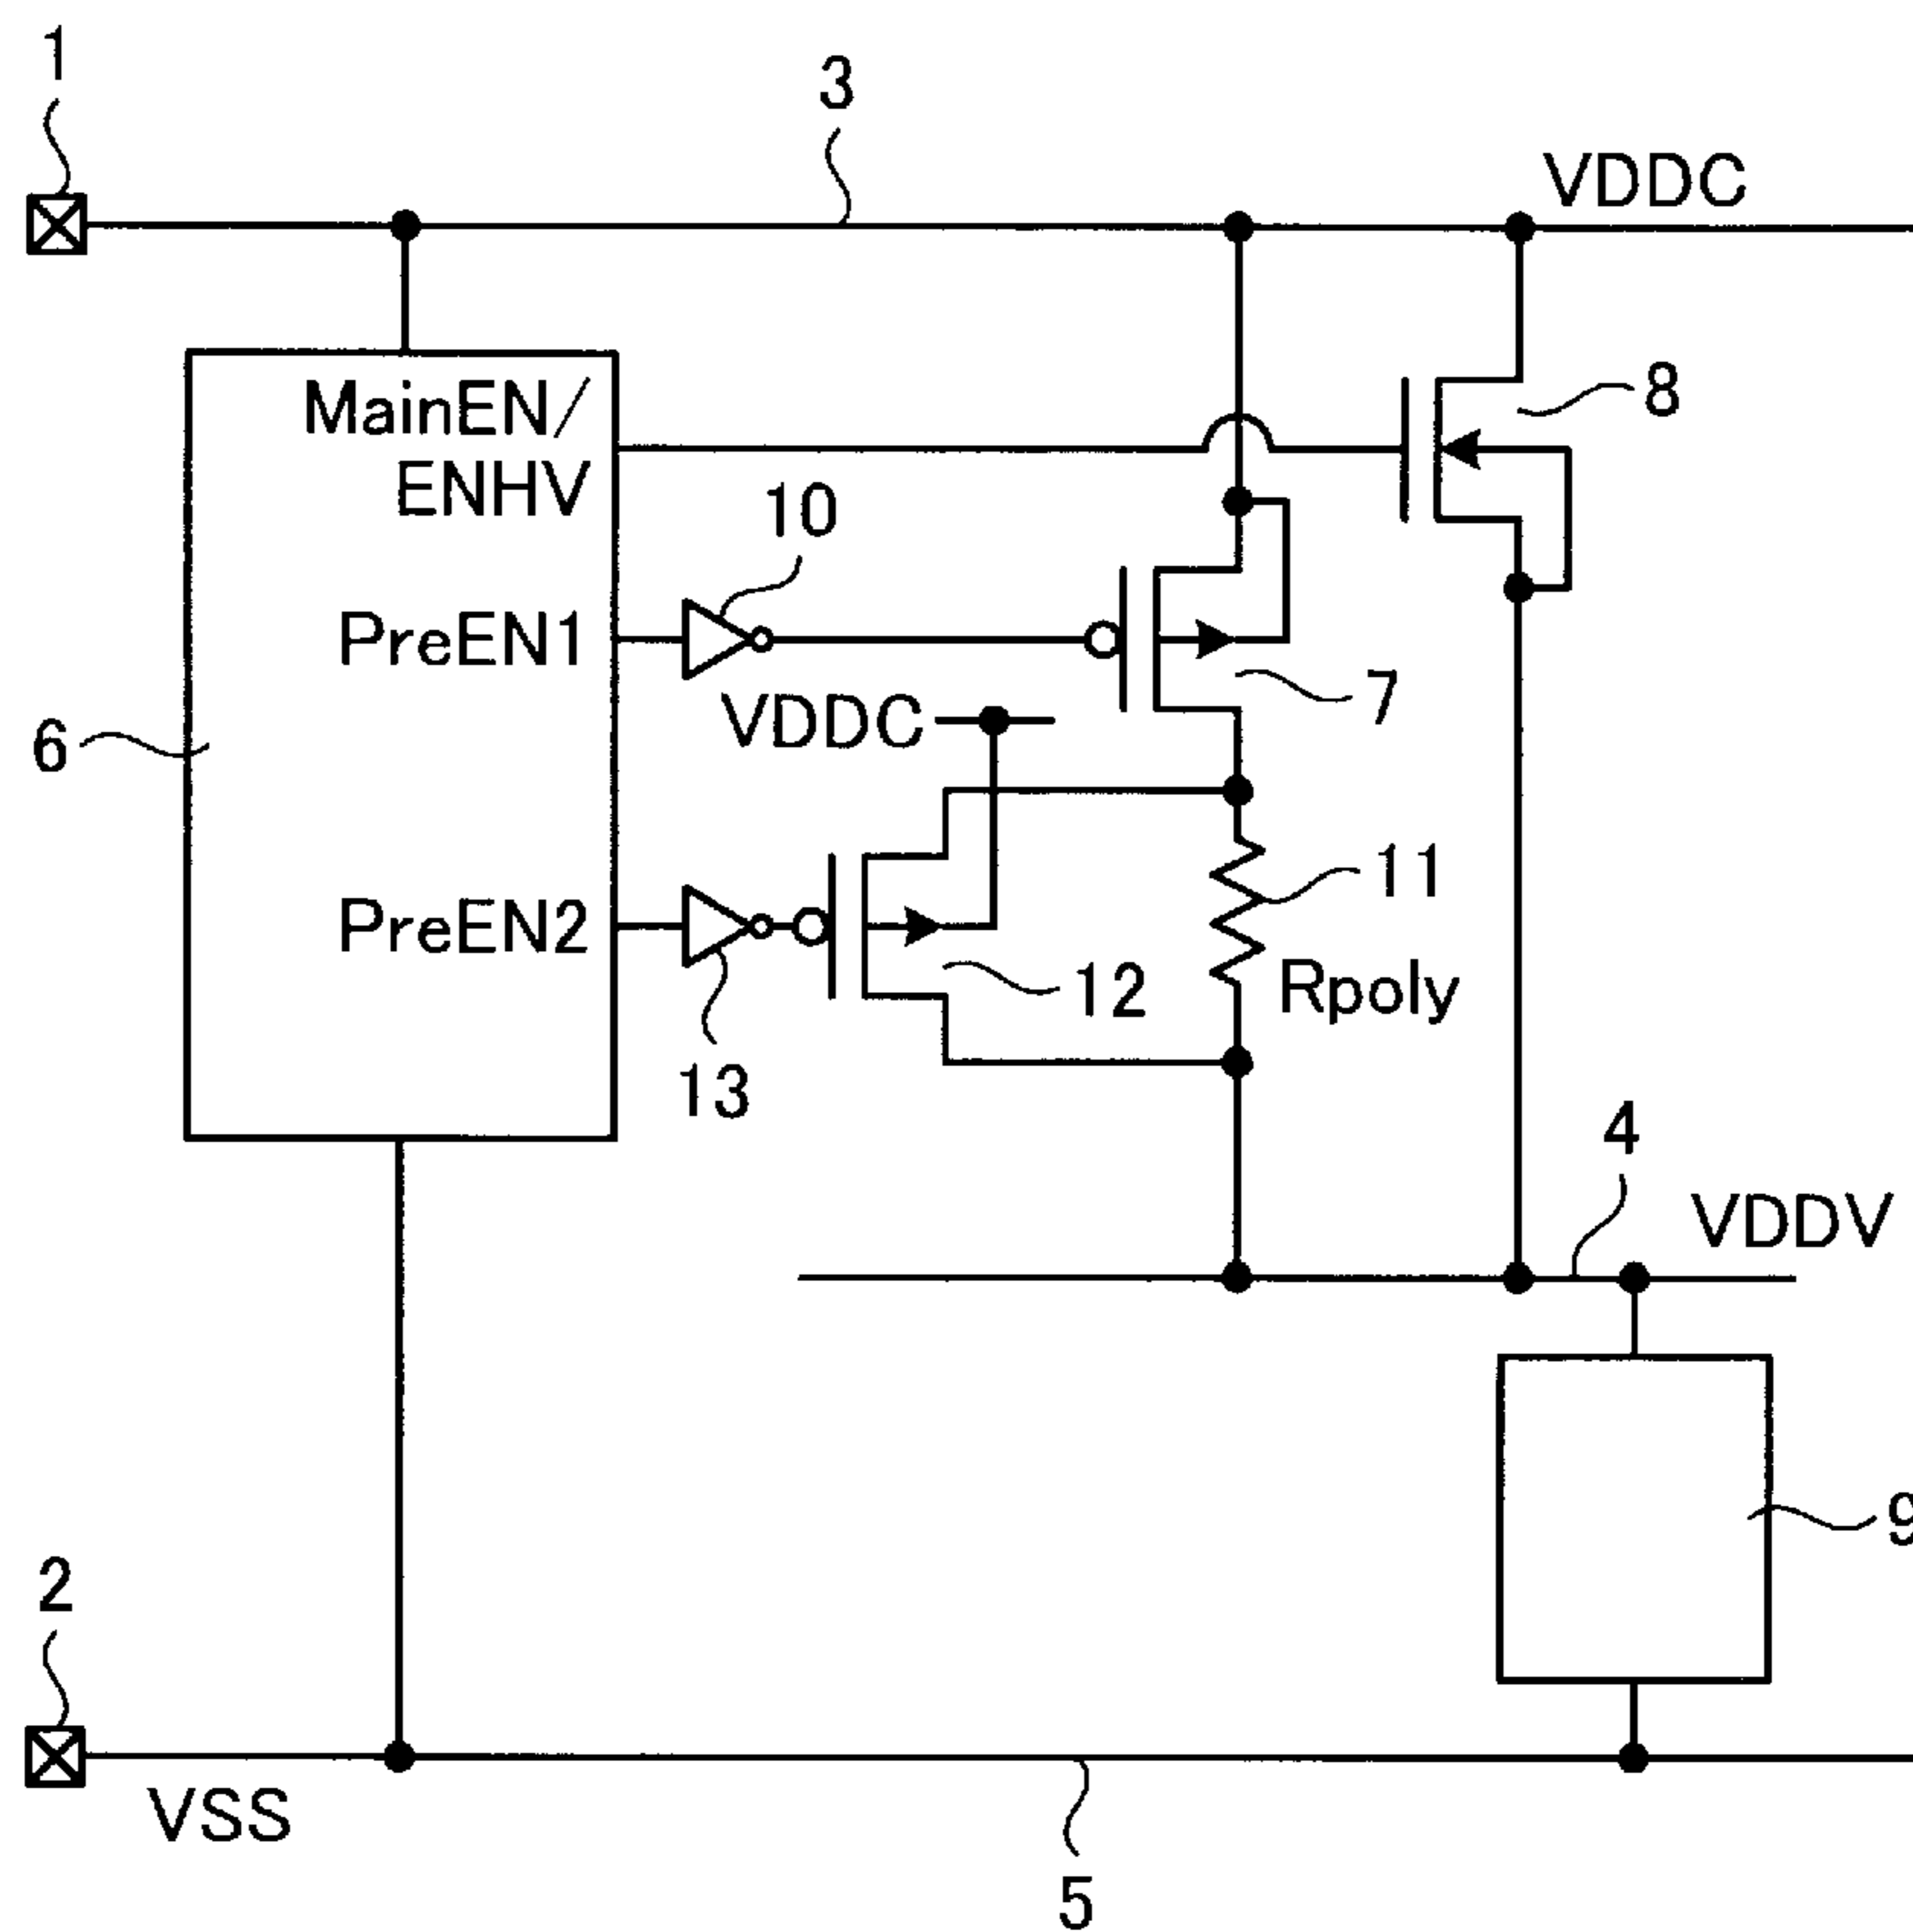 1
3
VDDC
8
MainEN/
ENHV
10
PreEN1
7
VDDC
6
11
PreEN2
12
Rpoly
13
4
VDDV
9
2
VSS
5